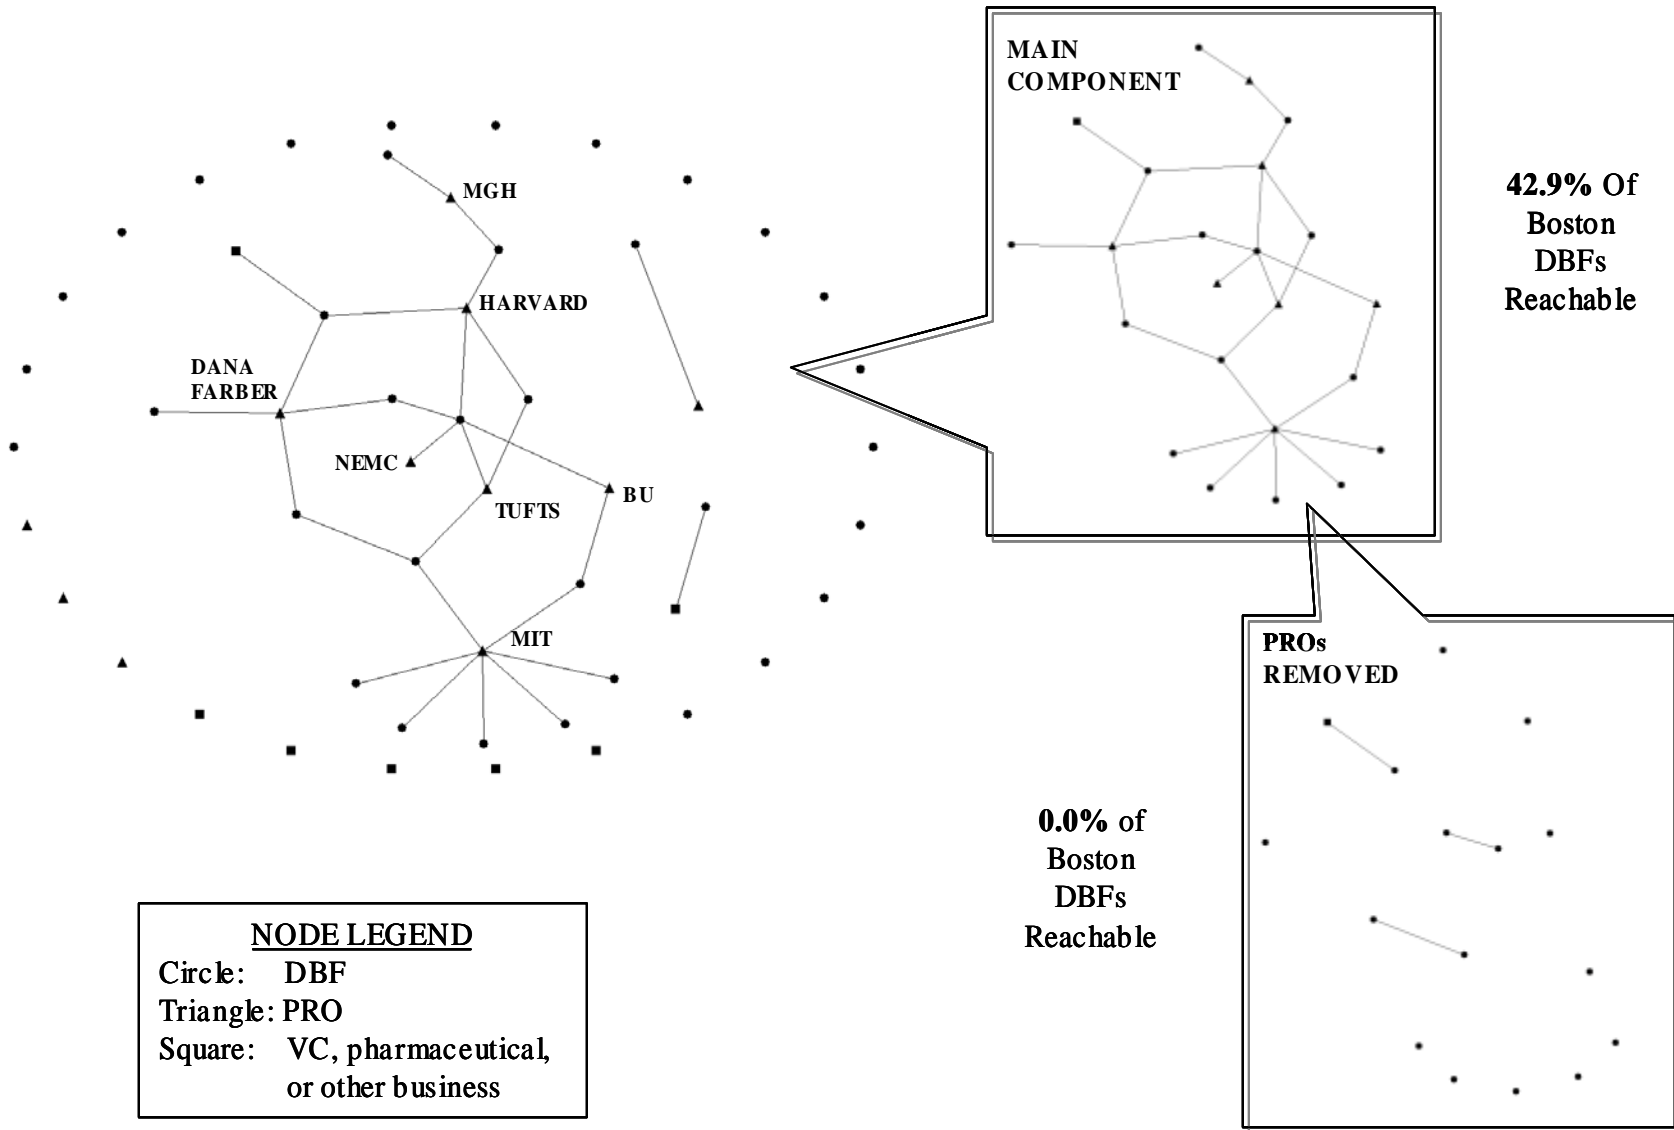 MAIN
COMPONENT
42.9% Of
Boston
DBFs
Reachable
MGH
HARVARD
DANA
FARBER
NEMC
TUFTS
BU
MIT
PROs
REMOVED
0.0% of
Boston
DBFs
Reachable
NODE LEGEND
Circle: DBF
Triangle: PRO
Square: VC, pharmaceutical,
or other business